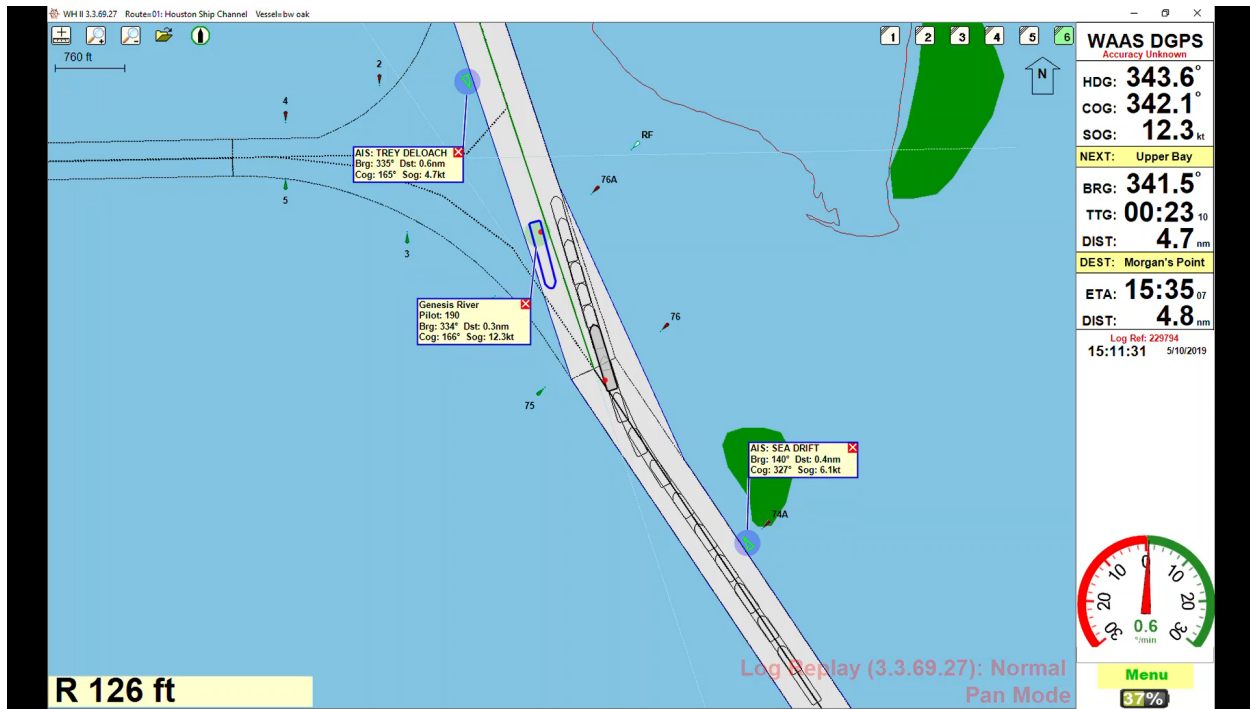 WH II 3.3.69.27 Route=01: Houston Ship Channel Vessel=bw oak
760 ft
1
2
3
4
5
6
N
2
4
5
3
AIS: TREY DELOACH
Brg: 335° Dst: 0.6nm
Cog: 165° Sog: 4.7kt
RF
76A
Genesis River
Pilot: 190
Brg: 334° Dst: 0.3nm
Cog: 166° Sog: 12.3kt
76
75
AIS: SEA DRIFT
Brg: 140° Dst: 0.4nm
Cog: 327° Sog: 6.1kt
74A
R 126 ft
Log Replay (3.3.69.27): Normal
Pan Mode
WAAS DGPS
Accuracy Unknown
HDG: 343.6°
COG: 342.1°
SOG: 12.3 kt
NEXT: Upper Bay
BRG: 341.5°
TTG: 00:23 10
DIST: 4.7 nm
DEST: Morgan's Point
ETA: 15:35 07
DIST: 4.8 nm
Log Ref: 229794
15:11:31 5/10/2019
30 20 10 0 10 20 30
0.6
°/min
Menu
37%